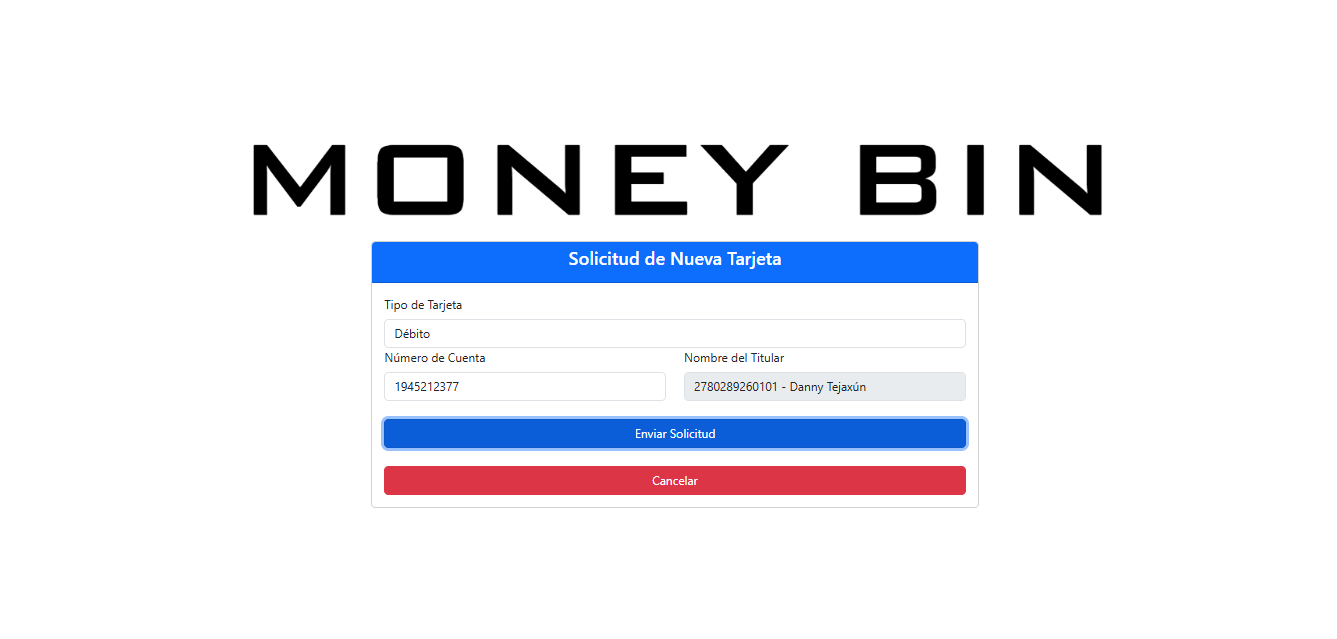 MONEY BIN
Solicitud de Nueva Tarjeta
Tipo de Tarjeta
Débito
Número de Cuenta
Nombre del Titular
1945212377
2780289260101 - Danny Tejaxún
Enviar Solicitud
Cancelar